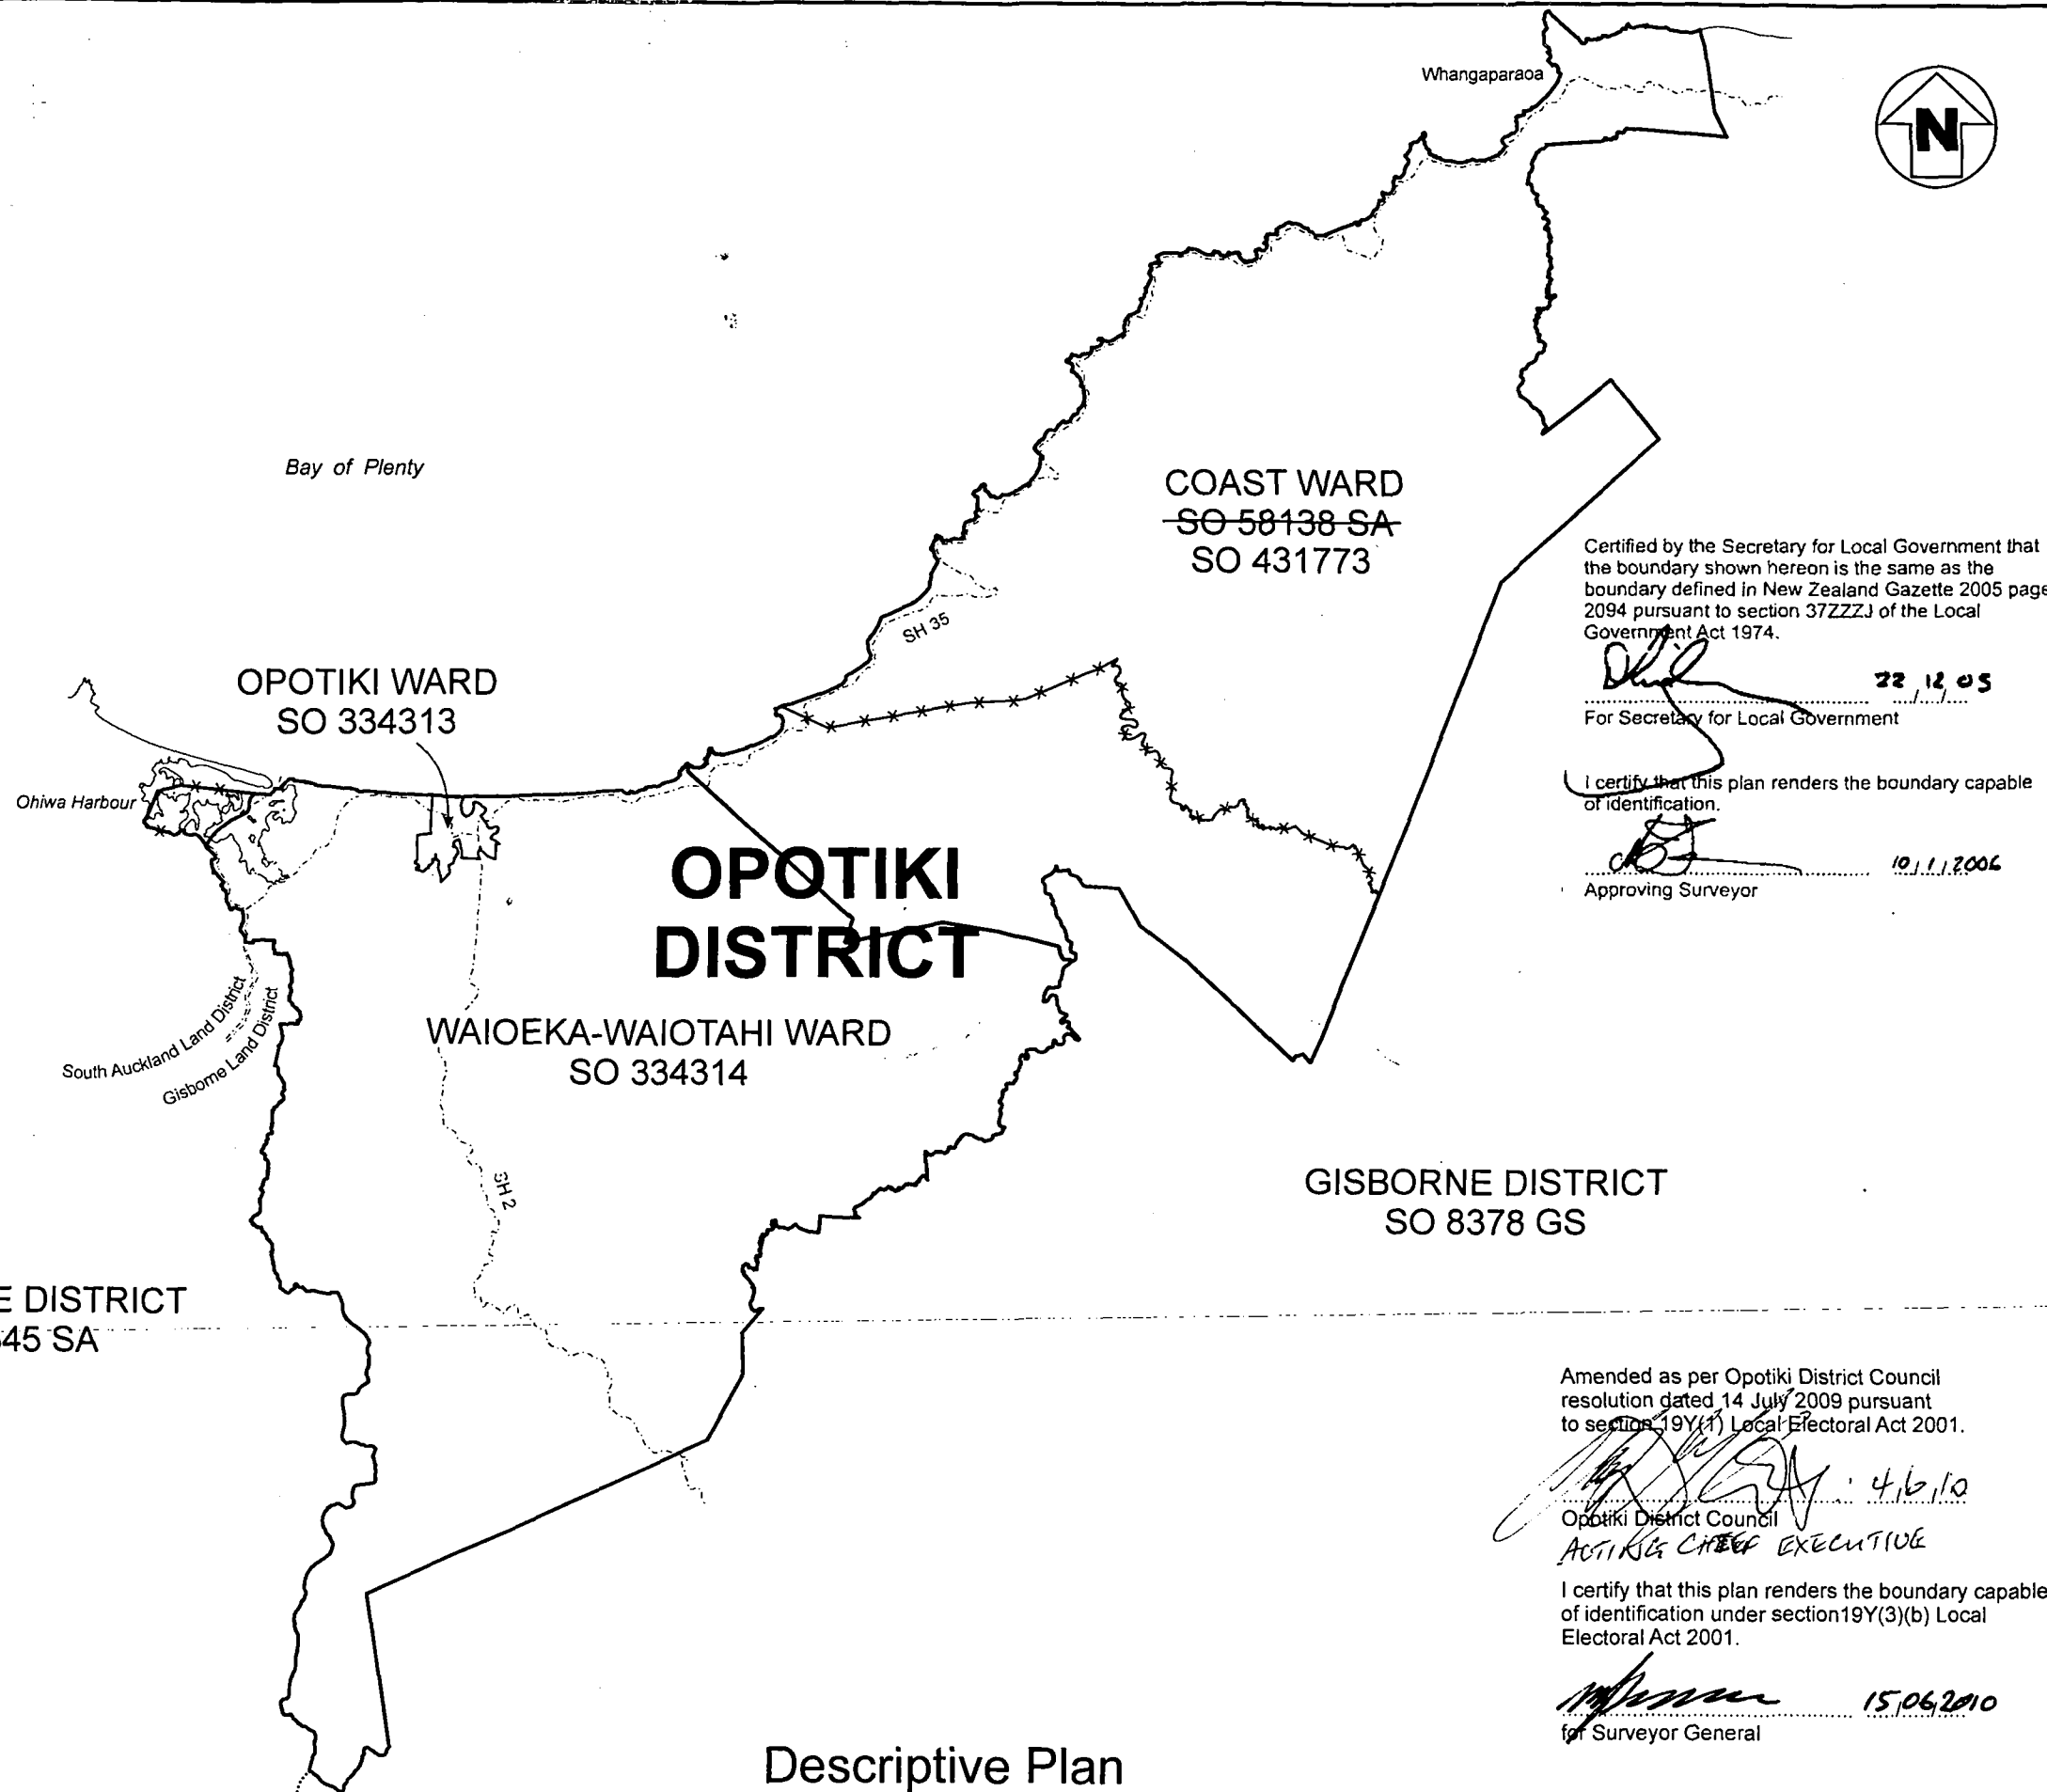 Whangaparaoa
N
Bay of Plenty
COAST WARD
SO 58138 SA
SO 431773
Certified by the Secretary for Local Government that
the boundary shown hereon is the same as the
boundary defined in New Zealand Gazette 2005 page
2094 pursuant to section 37ZZZJ of the Local
Government Act 1974.
22,12,05
For Secretary for Local Government
I certify that this plan renders the boundary capable
of identification.
10,1,2006
Approving Surveyor
SH 35
OPOTIKI WARD
SO 334313
Ohiwa Harbour
OPOTIKI
DISTRICT
South Auckland Land District
Gisborne Land District
WAIOEKA-WAIOTAHI WARD
SO 334314
SH 2
GISBORNE DISTRICT
SO 8378 GS
E DISTRICT
45 SA
Amended as per Opotiki District Council
resolution dated 14 July 2009 pursuant
to section 19Y(1) Local Electoral Act 2001.
4,6,10
Opotiki District Council
ACTING CHIEF EXECUTIVE
I certify that this plan renders the boundary capable
of identification under section19Y(3)(b) Local
Electoral Act 2001.
15,06,2010
for Surveyor General
Descriptive Plan